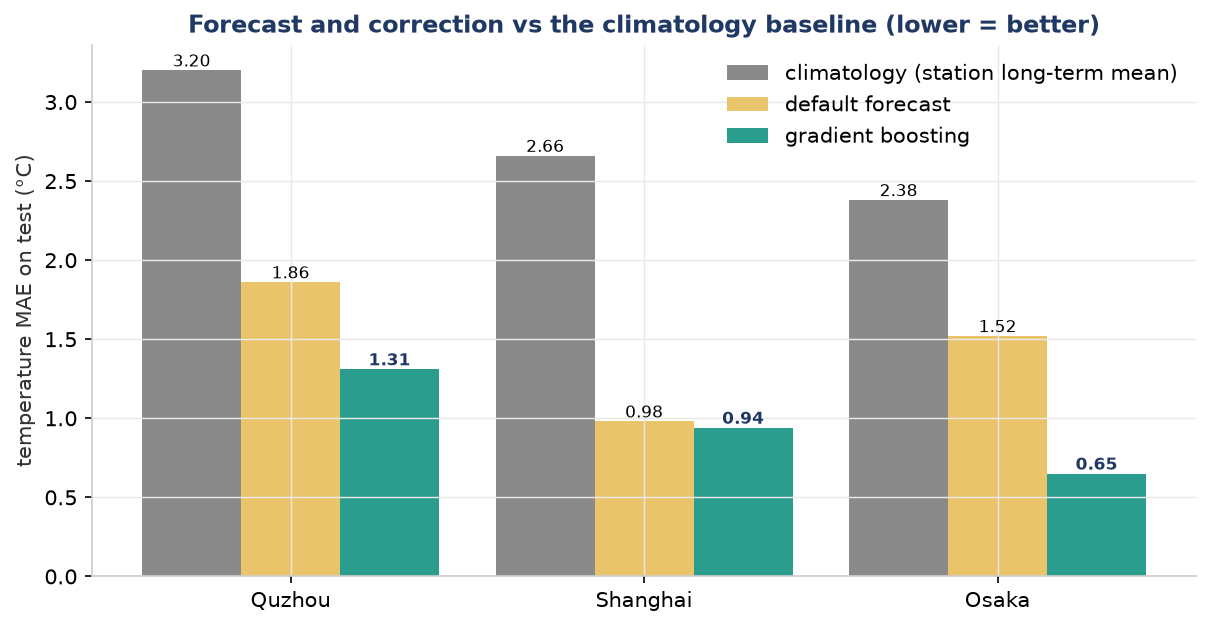 Forecast and correction vs the climatology baseline (lower = better)
climatology (station long-term mean)
default forecast
gradient boosting
temperature MAE on test (°C)
3.0
2.5
2.0
1.5
1.0
0.5
0.0
3.20
1.86
1.31
2.66
0.98
0.94
2.38
1.52
0.65
Quzhou
Shanghai
Osaka